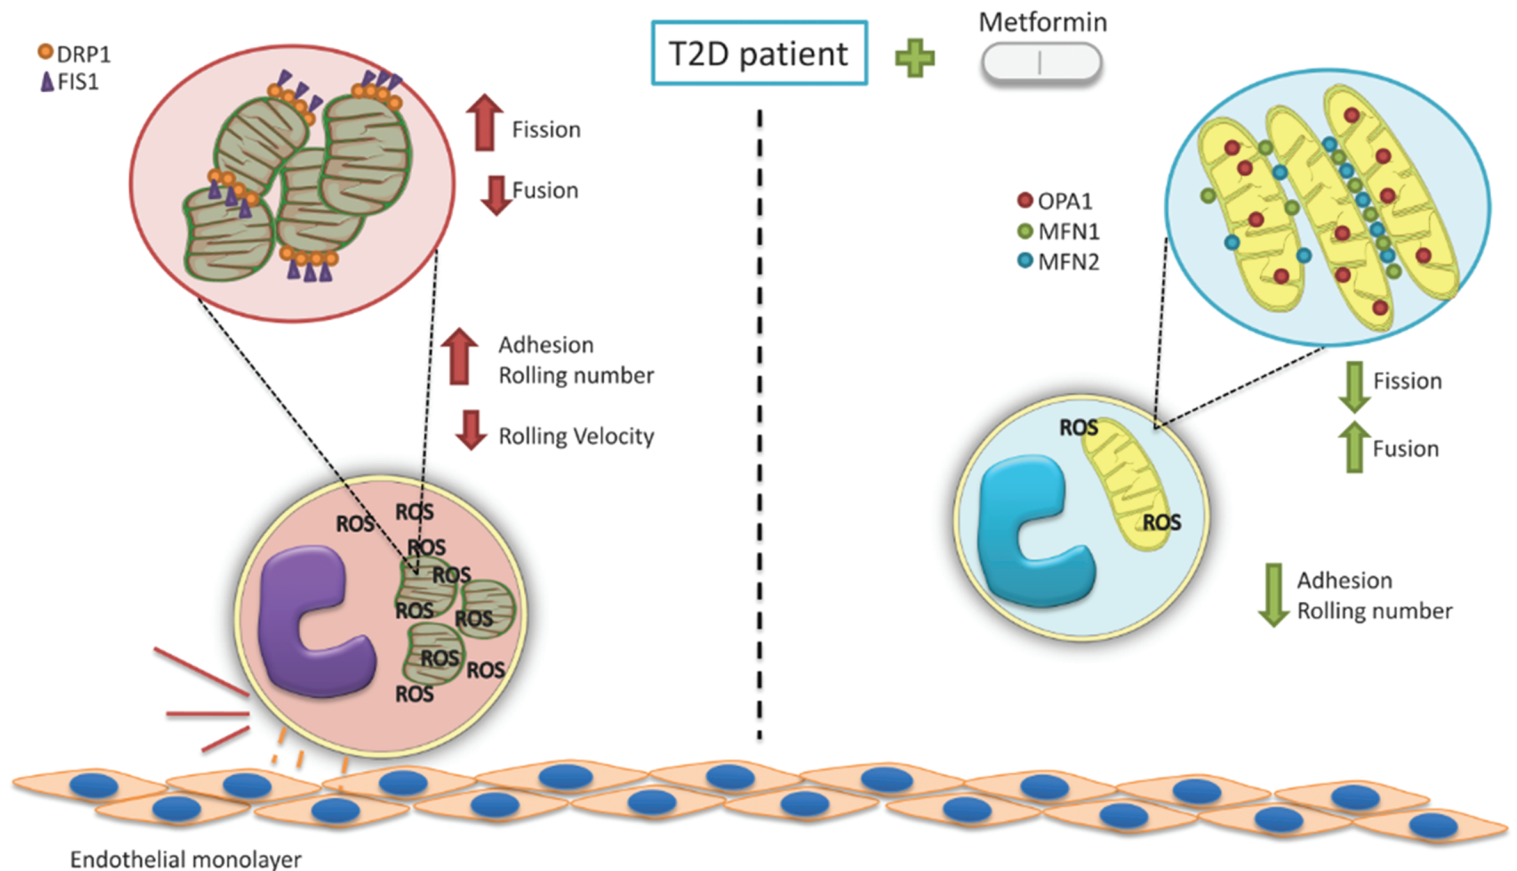 T2D patient
Metformin
DRP1
FIS1
Fission
Fusion
Adhesion
Rolling number
Rolling Velocity
ROS
ROS
ROS
ROS
ROS
ROS
ROS
ROS
ROS
OPA1
MFN1
MFN2
Fission
Fusion
ROS
ROS
Adhesion
Rolling number
Endothelial monolayer